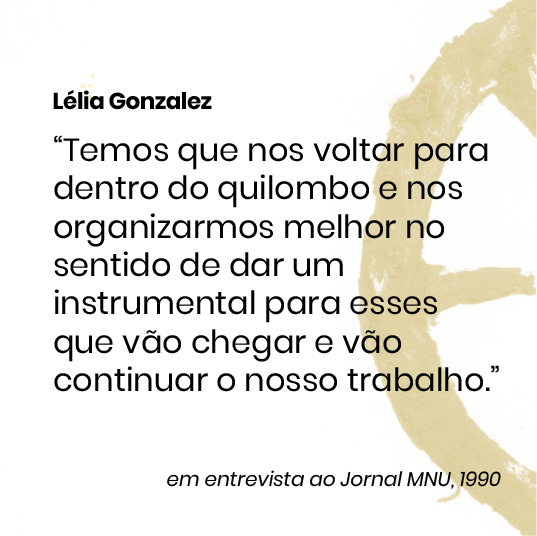 Lélia Gonzalez
“Temos que nos voltar para
dentro do quilombo e nos
organizarmos melhor no
sentido de dar um
instrumental para esses
que vão chegar e vão
continuar o nosso trabalho.”
em entrevista ao Jornal MNU, 1990